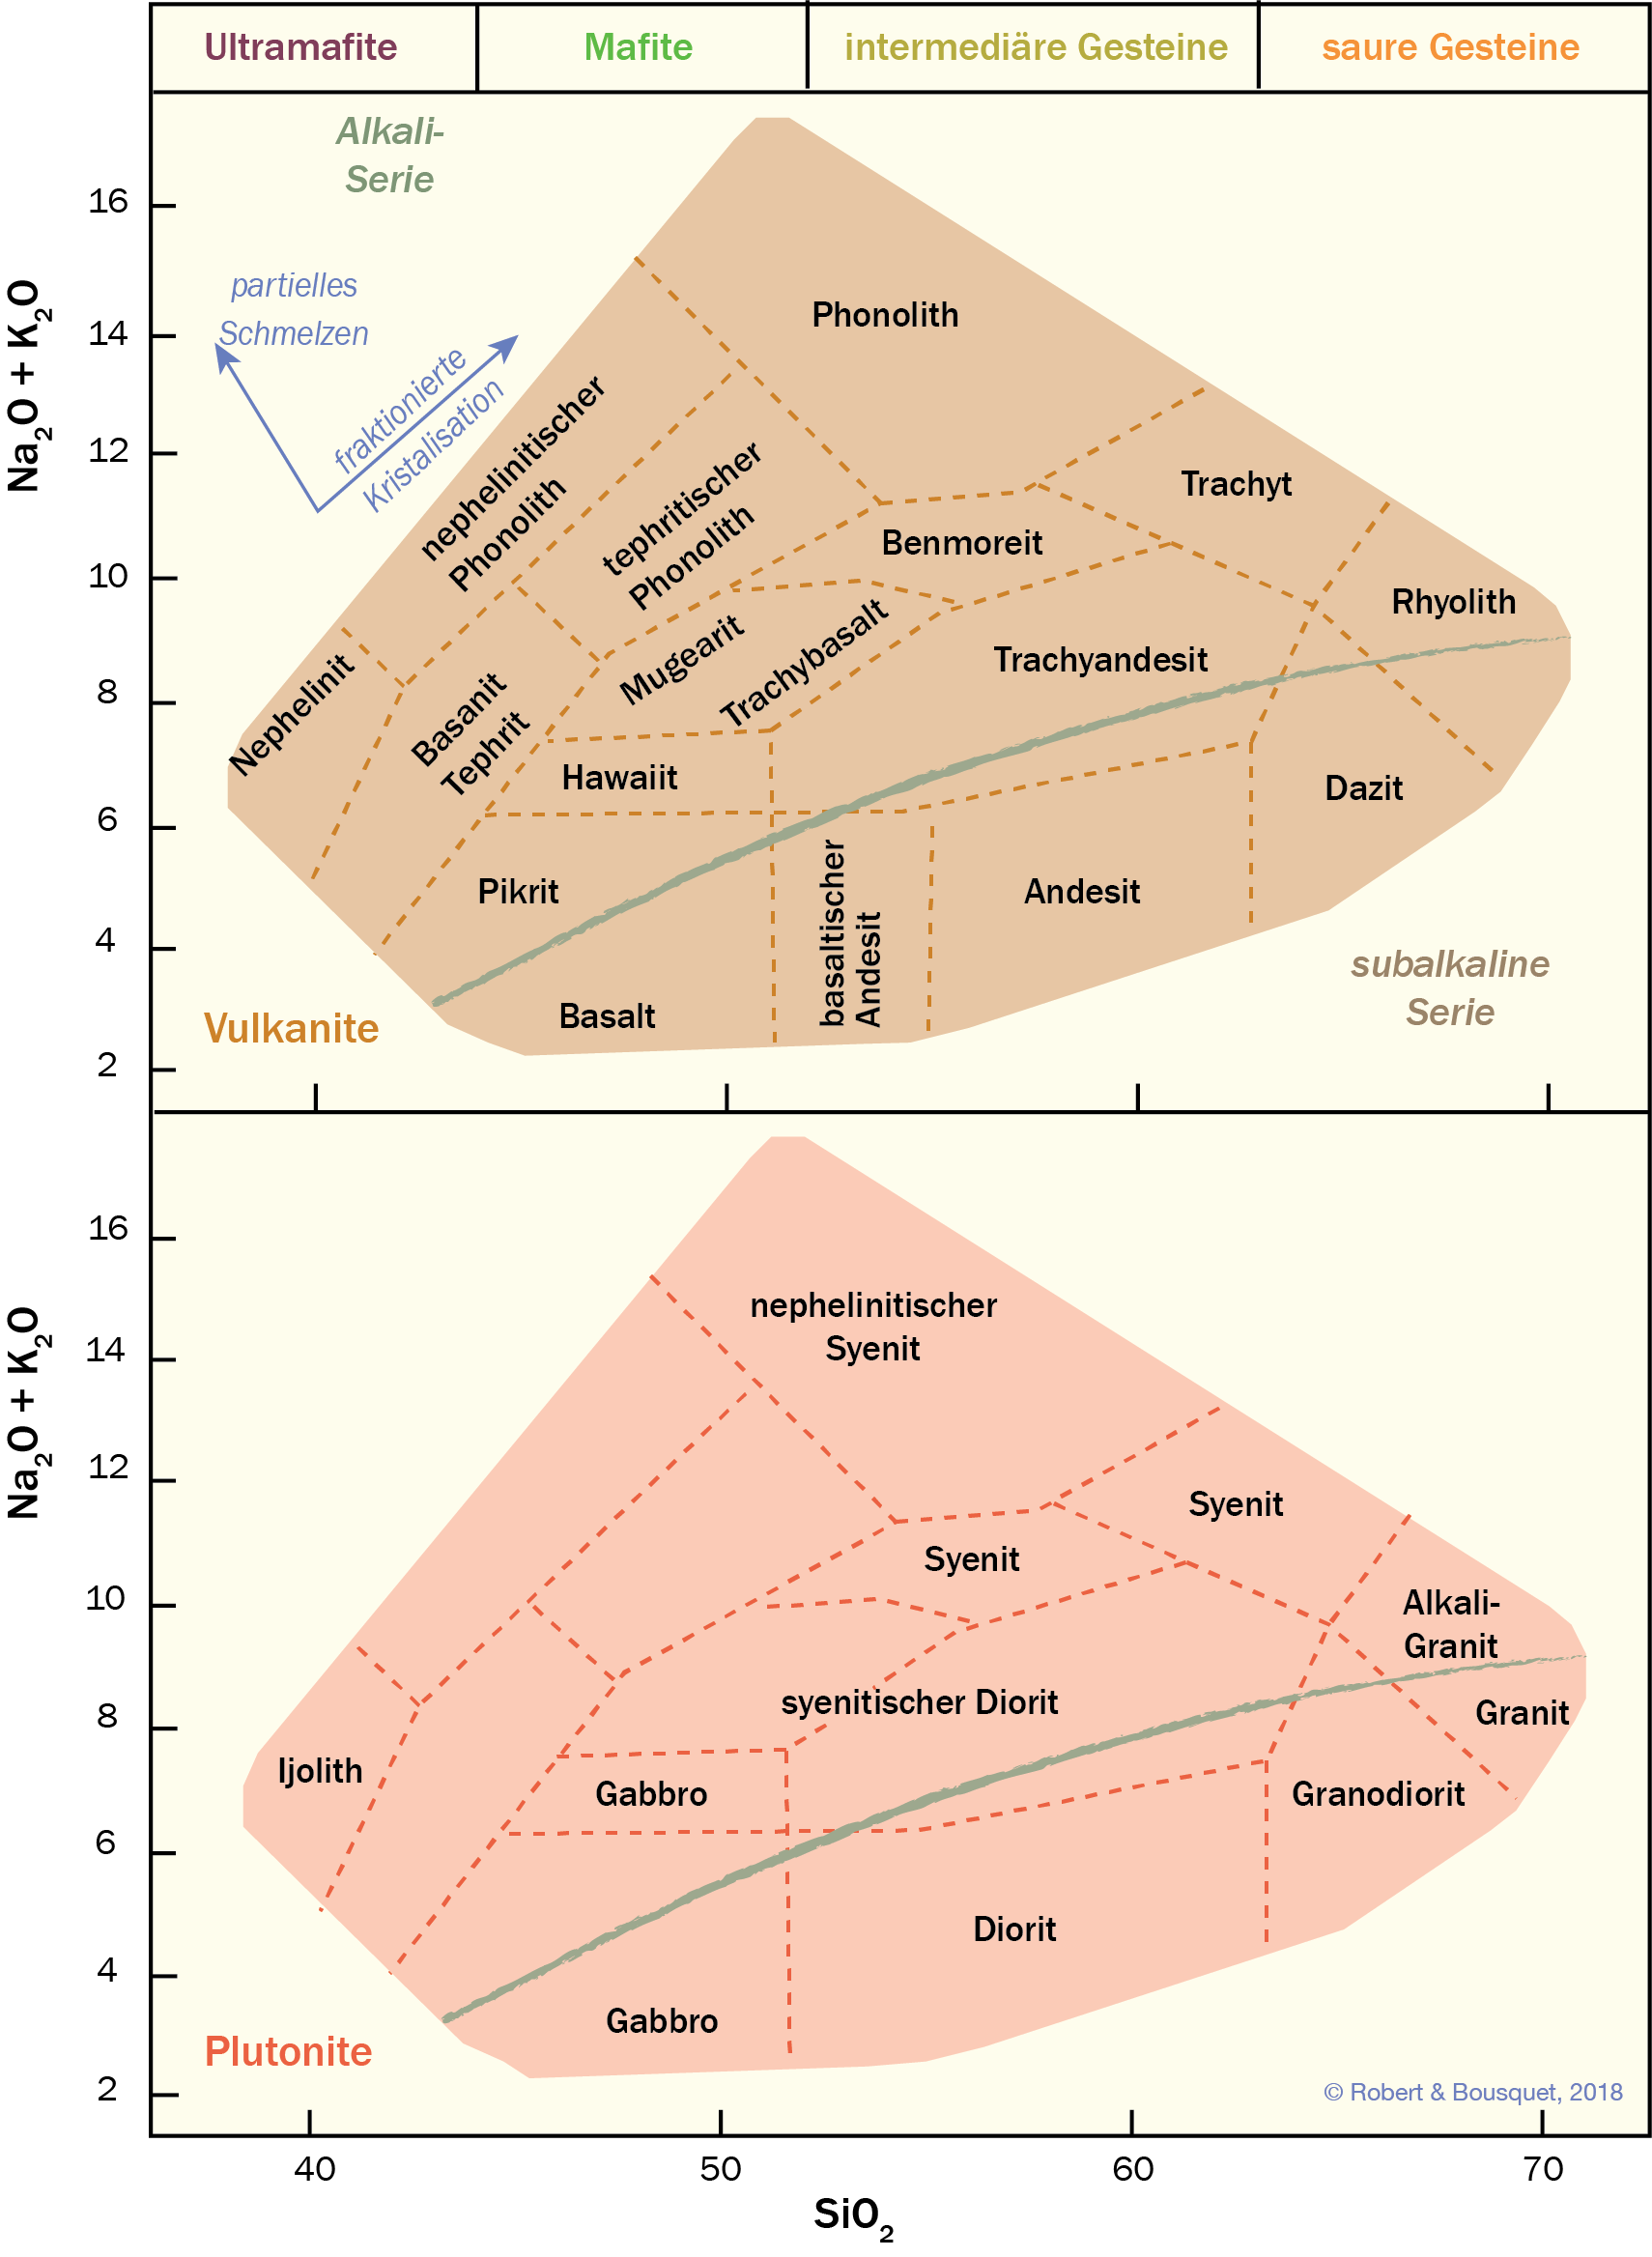 Ultramafite
Mafite
intermediäre Gesteine
saure Gesteine
Alkali-
Serie
16
partielles
Schmelzen
Phonolith
14
fraktionierte
Kristalisation
nephelinitischer
Phonolith
Na₂O + K₂O
12
tephritischer
Phonolith
Trachyt
Benmoreit
10
Rhyolith
Nephelinit
Basanit
Tephrit
Mugearit
Trachybasalt
Trachyandesit
8
Hawaiit
Dazit
6
Pikrit
basaltischer
Andesit
Andesit
4
subalkaline
Serie
Basalt
Vulkanite
2
16
nephelinitischer
Syenit
14
Na₂O + K₂O
12
Syenit
Syenit
10
Alkali-
Granit
8
syenitischer Diorit
Granit
Ijolith
Gabbro
Granodiorit
6
Diorit
4
Gabbro
Plutonite
2
© Robert & Bousquet, 2018
40
50
60
70
SiO₂